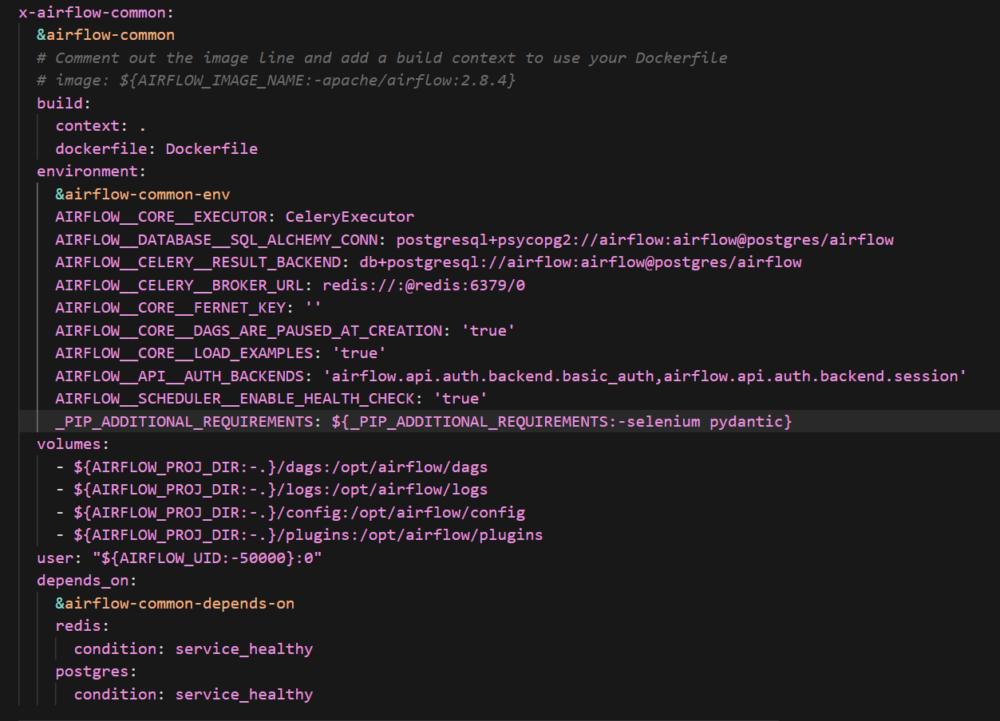 x-airflow-common:
  &airflow-common
  # Comment out the image line and add a build context to use your Dockerfile
  # image: ${AIRFLOW_IMAGE_NAME:-apache/airflow:2.8.4}
  build:
    context: .
    dockerfile: Dockerfile
  environment:
    &airflow-common-env
    AIRFLOW__CORE__EXECUTOR: CeleryExecutor
    AIRFLOW__DATABASE__SQL_ALCHEMY_CONN: postgresql+psycopg2://airflow:airflow@postgres/airflow
    AIRFLOW__CELERY__RESULT_BACKEND: db+postgresql://airflow:airflow@postgres/airflow
    AIRFLOW__CELERY__BROKER_URL: redis://:@redis:6379/0
    AIRFLOW__CORE__FERNET_KEY: ''
    AIRFLOW__CORE__DAGS_ARE_PAUSED_AT_CREATION: 'true'
    AIRFLOW__CORE__LOAD_EXAMPLES: 'true'
    AIRFLOW__API__AUTH_BACKENDS: 'airflow.api.auth.backend.basic_auth,airflow.api.auth.backend.session'
    AIRFLOW__SCHEDULER__ENABLE_HEALTH_CHECK: 'true'
    _PIP_ADDITIONAL_REQUIREMENTS: ${_PIP_ADDITIONAL_REQUIREMENTS:-selenium pydantic}
  volumes:
    - ${AIRFLOW_PROJ_DIR:-.}/dags:/opt/airflow/dags
    - ${AIRFLOW_PROJ_DIR:-.}/logs:/opt/airflow/logs
    - ${AIRFLOW_PROJ_DIR:-.}/config:/opt/airflow/config
    - ${AIRFLOW_PROJ_DIR:-.}/plugins:/opt/airflow/plugins
  user: "${AIRFLOW_UID:-50000}:0"
  depends_on:
    &airflow-common-depends-on
    redis:
      condition: service_healthy
    postgres:
      condition: service_healthy